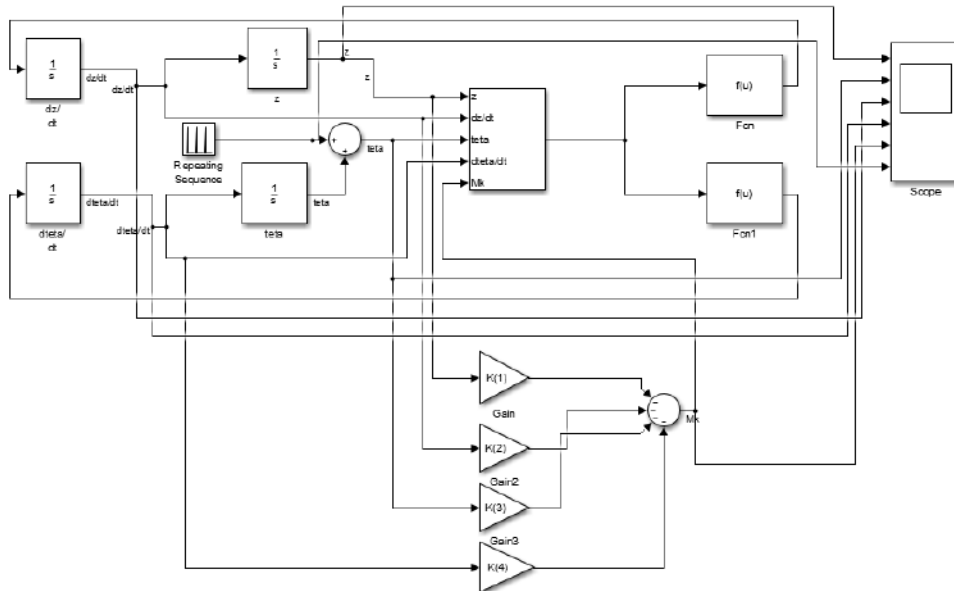 1
s
dz/dt
dz/dt
dz/
dt
1
s
z
z
z
Repeating
Sequence
+
+
teta
1
s
dteta/dt
dteta/dt
dteta/
dt
1
s
teta
teta
z
dz/dt
teta
dteta/dt
Mk
f(u)
Fcn
f(u)
Fcn1
Scope
K(1)
Gain
K(2)
Gain2
K(3)
Gain3
K(4)
Mk